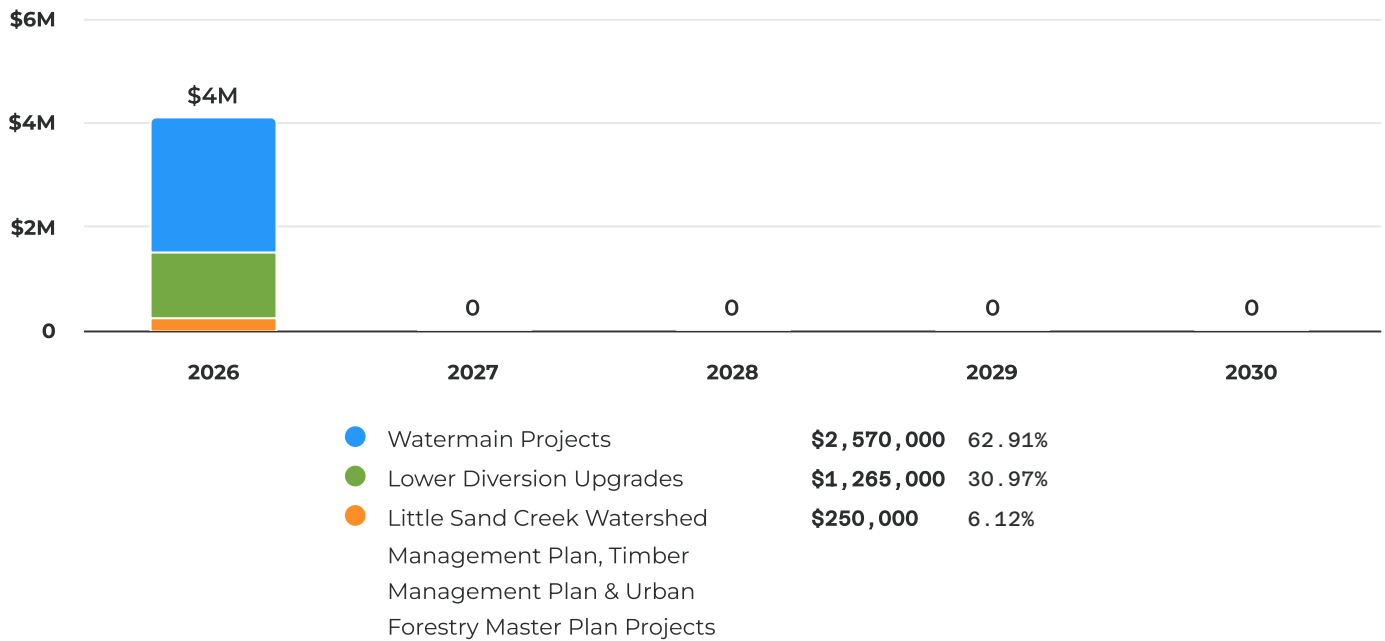 $6M
$4M
$4M
$2M
0
0
0
0
0
2026
2027
2028
2029
2030
Watermain Projects $2,570,000 62.91%
Lower Diversion Upgrades $1,265,000 30.97%
Little Sand Creek Watershed $250,000 6.12%
Management Plan, Timber
Management Plan & Urban
Forestry Master Plan Projects